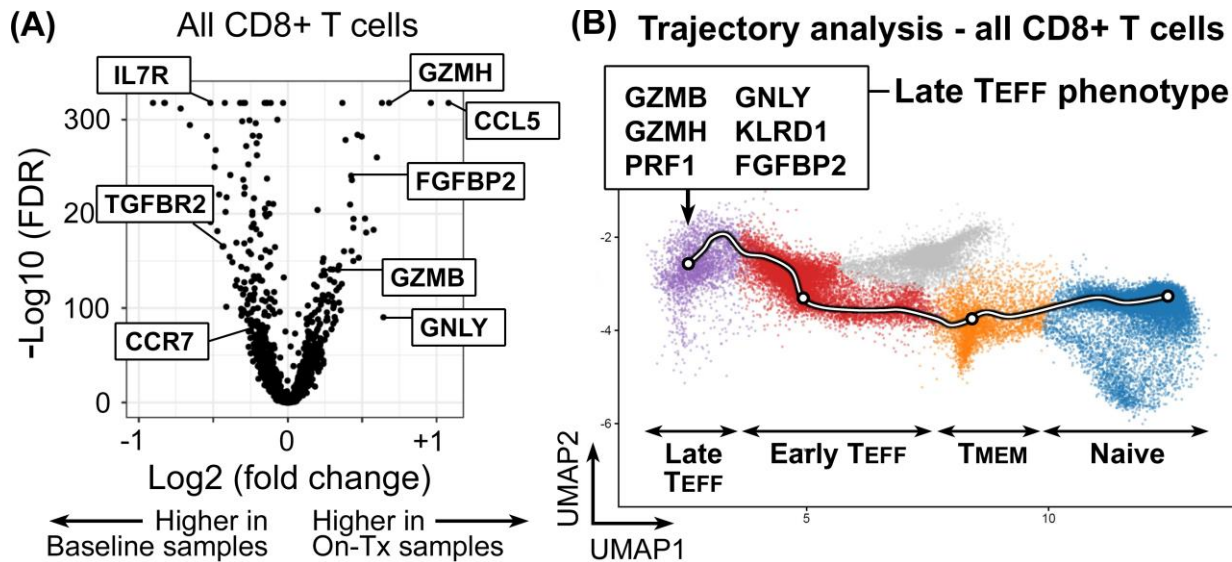 (A)
All CD8+ T cells
IL7R
GZMH
CCL5
FGFBP2
TGFBR2
GZMB
GNLY
CCR7
300
20
100
0
-Log10 (FDR)
-1
0
+1
Log2 (fold change)
Higher in
Baseline samples
Higher in
On-Tx samples
(B)
Trajectory analysis - all CD8+ T cells
GZMB GNLY
GZMH KLRD1
PRF1 FGFBP2
Late TEFF phenotype
-2
-4
-6
Late
TEFF
Early TEFF
TMEM
Naive
UMAP2
UMAP1
5
10